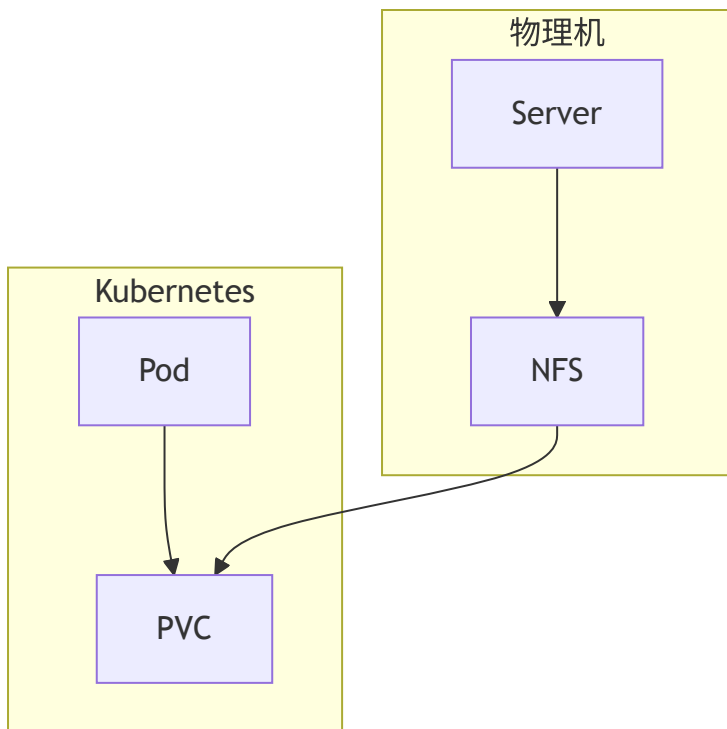 物理机
Server
Kubernetes
Pod
NFS
PVC